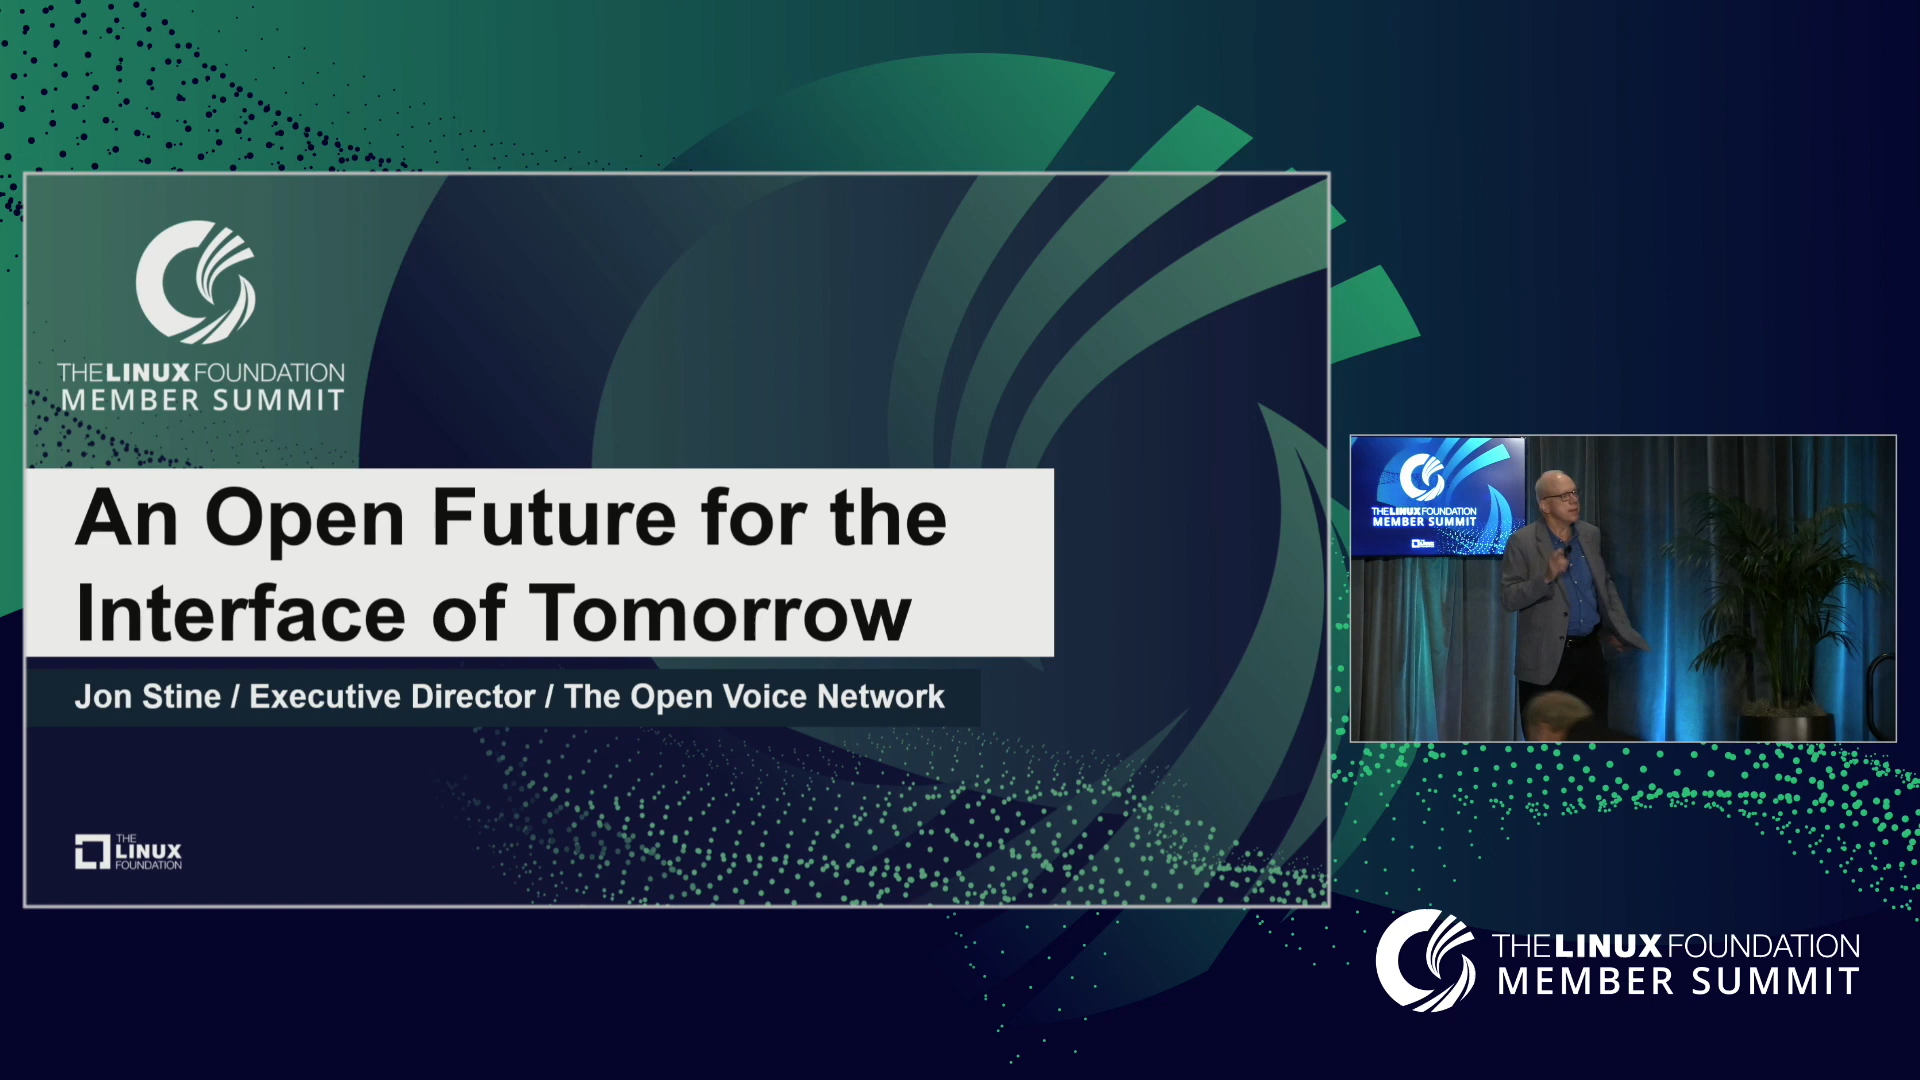 THE LINUX FOUNDATION
MEMBER SUMMIT
An Open Future for the
Interface of Tomorrow
Jon Stine / Executive Director / The Open Voice Network
THE
LINUX
FOUNDATION
THE LINUX FOUNDATION
MEMBER SUMMIT
THE LINUX FOUNDATION
MEMBER SUMMIT